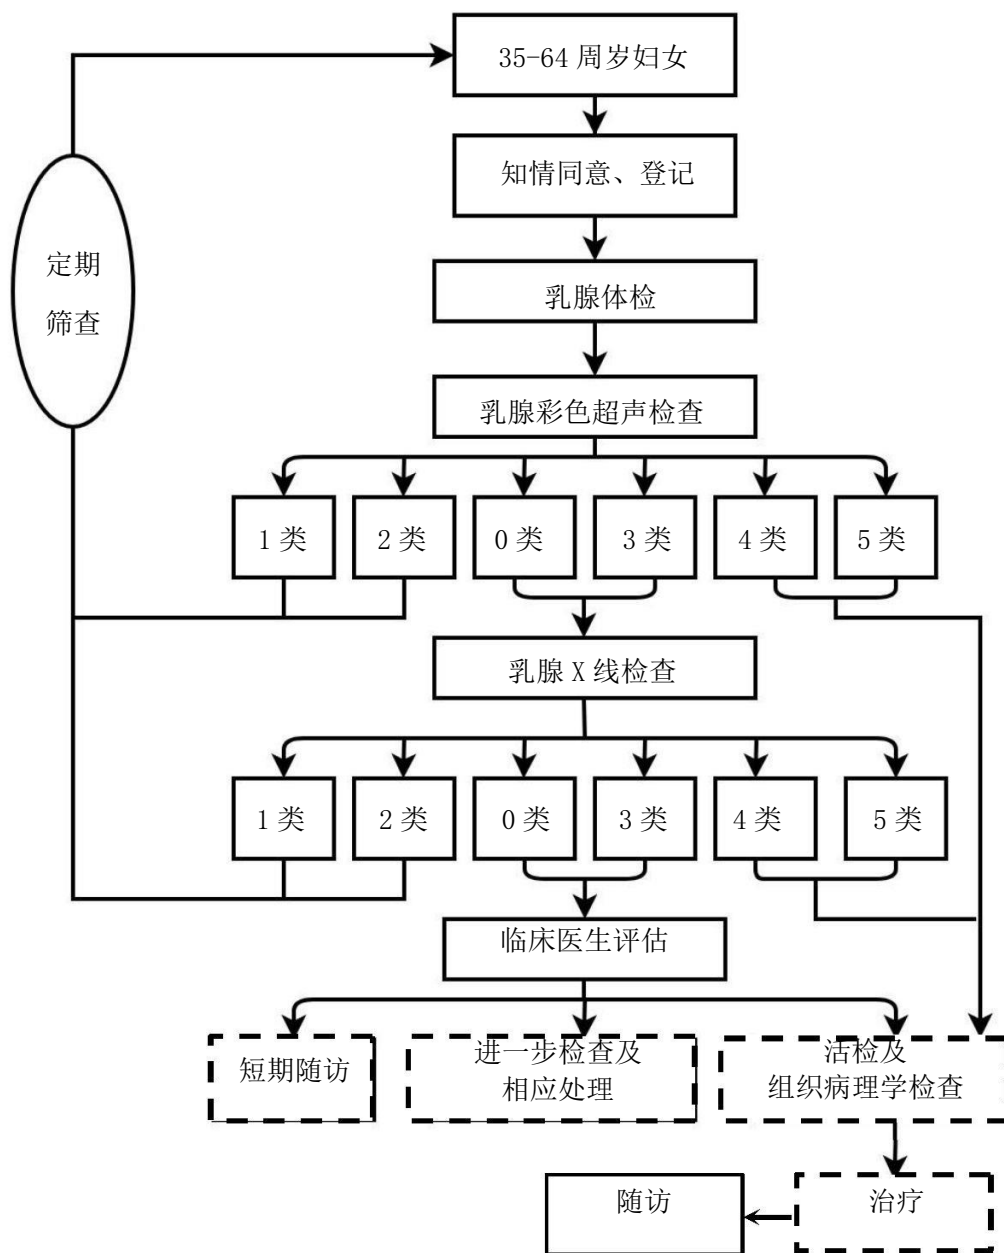 35-64 周岁妇女
知情同意、登记
定期
筛查
乳腺体检
乳腺彩色超声检查
1 类
2 类
0 类
3 类
4 类
5 类
乳腺 X 线检查
1 类
2 类
0 类
3 类
4 类
5 类
临床医生评估
短期随访
进一步检查及
相应处理
活检及
组织病理学检查
随访
治疗